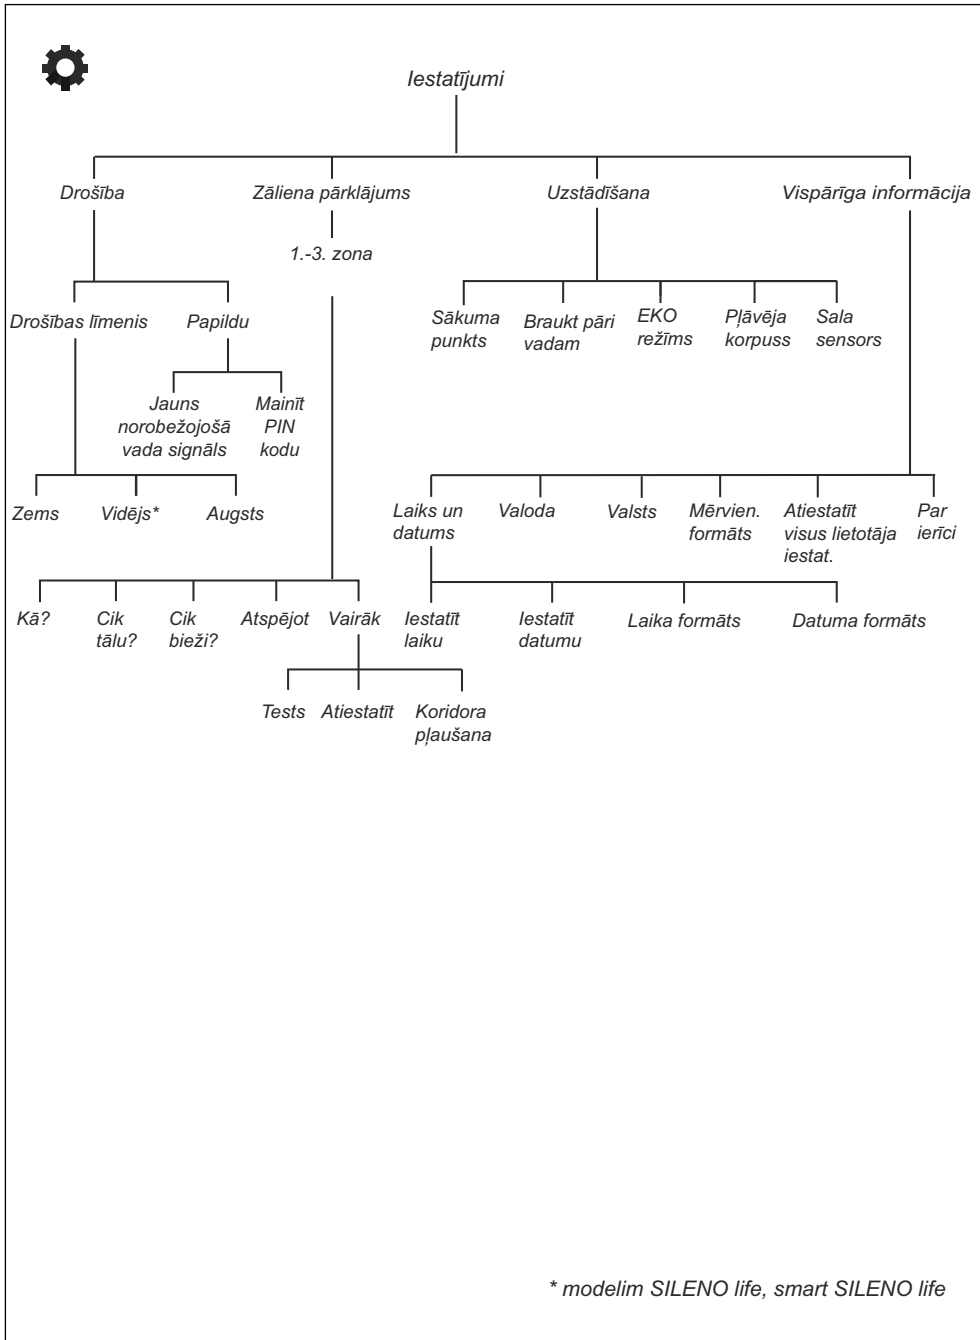 Iestatījumi
Drošība
Zāliena pārklājums
Uzstādīšana
Vispārīga informācija
1.-3. zona
Drošības līmenis
Papildu
Sākuma
punkts
Braukt pāri
vadam
EKO
režīms
Pļāvēja
korpuss
Sala
sensors
Jauns
norobežojošā
vada signāls
Mainīt
PIN
kodu
Zems
Vidējs*
Augsts
Laiks un
datums
Valoda
Valsts
Mērvien.
formāts
Atiestatīt
visus lietotāja
iestat.
Par
ierīci
Kā?
Cik
tālu?
Cik
bieži?
Atspējot
Vairāk
Iestatīt
laiku
Iestatīt
datumu
Laika formāts
Datuma formāts
Tests
Atiestatīt
Koridora
pļaušana
* modelim SILENO life, smart SILENO life